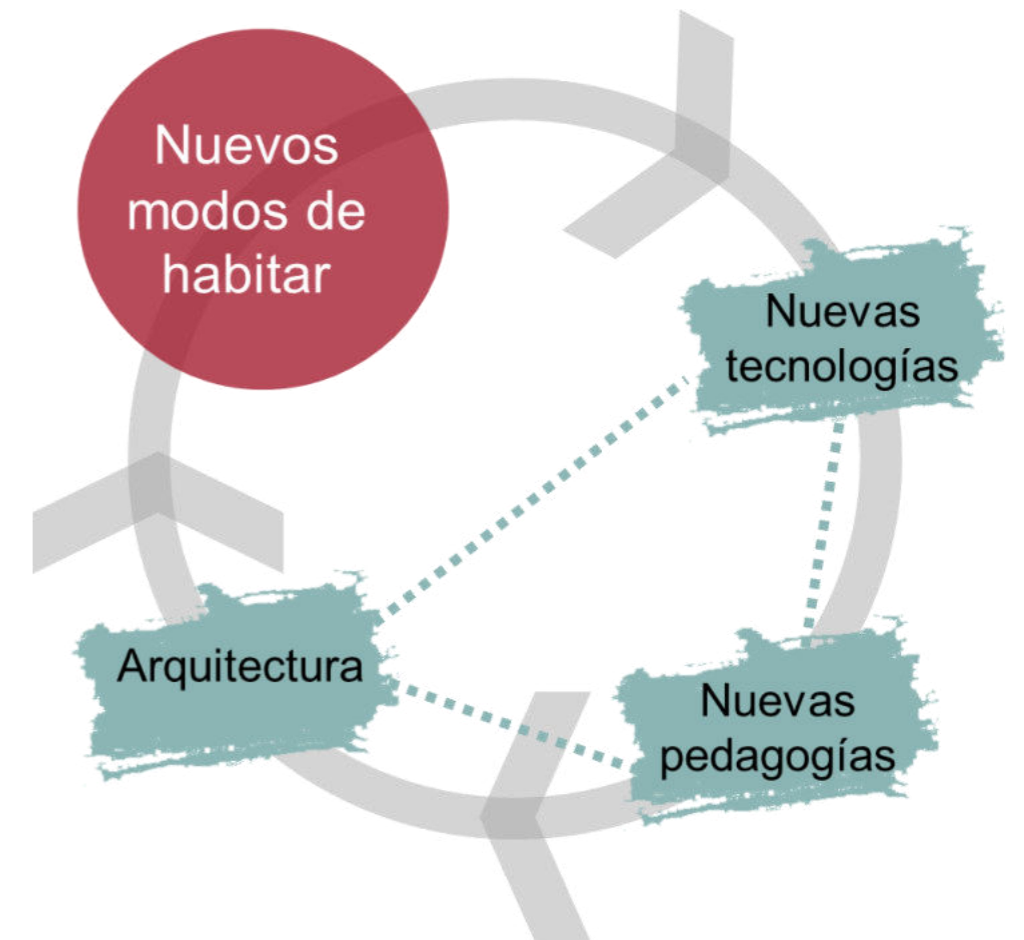 Nuevos
modos de
habitar
Nuevas
tecnologías
Arquitectura
Nuevas
pedagogías